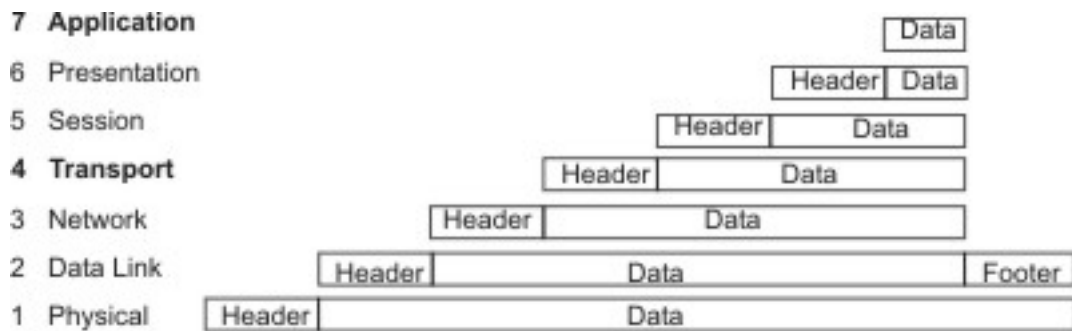 7 Application Data
6 Presentation Header Data
5 Session Header Data
4 Transport Header Data
3 Network Header Data
2 Data Link Header Data Footer
1 Physical Header Data